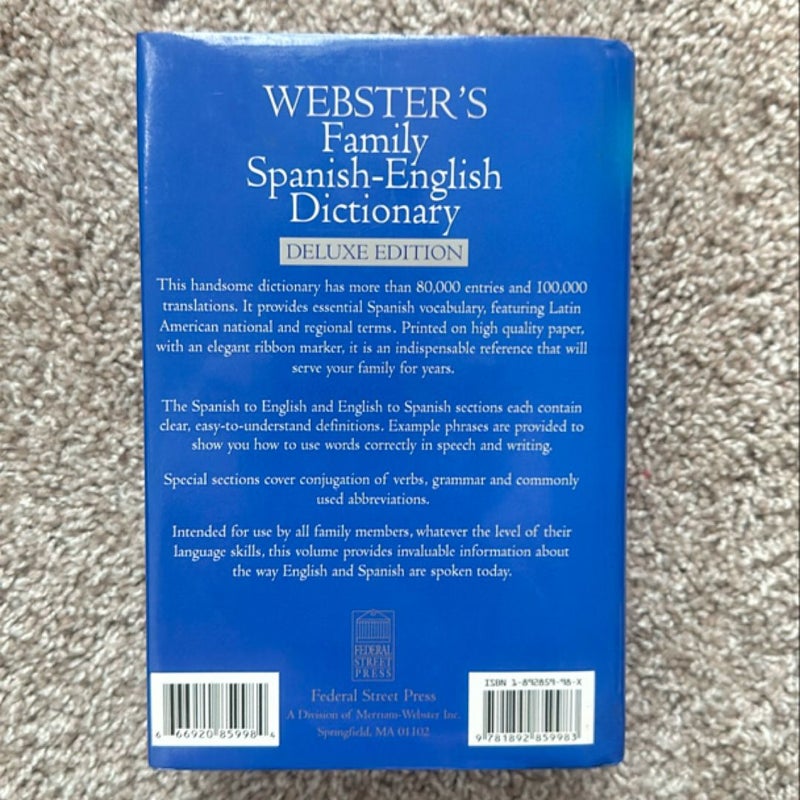 WEBSTER'S
Family
Spanish-English
Dictionary
DELUXE EDITION
This handsome dictionary has more than 80,000 entries and 100,000
translations. It provides essential Spanish vocabulary, featuring Latin
American national and regional terms. Printed on high quality paper,
with an elegant ribbon marker, it is an indispensable reference that will
serve your family for years.
The Spanish to English and English to Spanish sections each contain
clear, easy-to-understand definitions. Example phrases are provided to
show you how to use words correctly in speech and writing.
Special sections cover conjugation of verbs, grammar and commonly
used abbreviations.
Intended for use by all family members, whatever the level of their
language skills, this volume provides invaluable information about
the way English and Spanish are spoken today.
FEDERAL
STREET
PRESS
Federal Street Press
A Division of Merriam-Webster Inc.
Springfield, MA 01102
6 66920 85998 4
ISBN 1-892859-98-X
9 781892 859983